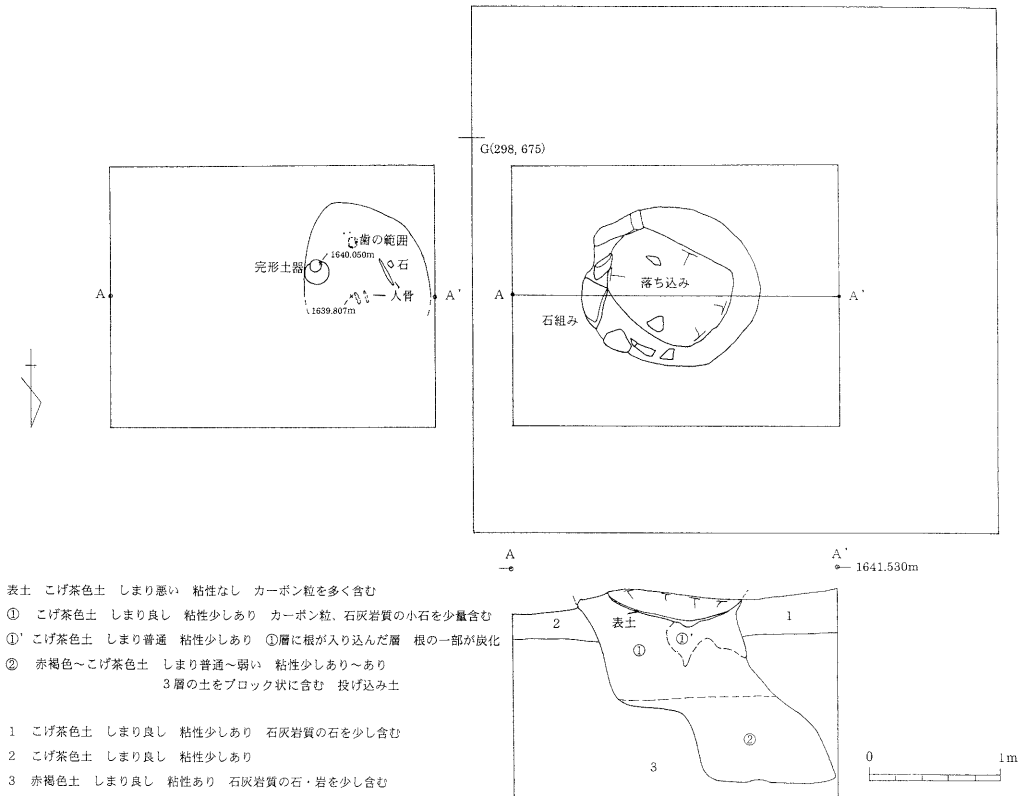 G(298, 675)
歯の範囲
1640.050m
完形土器
石
A
A'
人骨
1639.807m
A
A'
落ち込み
石組み
A
A'
1641.530m
表土 こげ茶色土 しまり悪い 粘性なし カーボン粒を多く含む
① こげ茶色土 しまり良し 粘性少しあり カーボン粒、石灰岩質の小石を少量含む
①' こげ茶色土 しまり普通 粘性少しあり ①層に根が入り込んだ層 根の一部が炭化
② 赤褐色~こげ茶色土 しまり普通~弱い 粘性少しあり~あり
3層の土をブロック状に含む 投げ込み土
1 こげ茶色土 しまり良し 粘性少しあり 石灰岩質の石を少し含む
2 こげ茶色土 しまり良し 粘性少しあり
3 赤褐色土 しまり良し 粘性あり 石灰岩質の石・岩を少し含む
2
表土
1
①
①'
②
3
0
1m